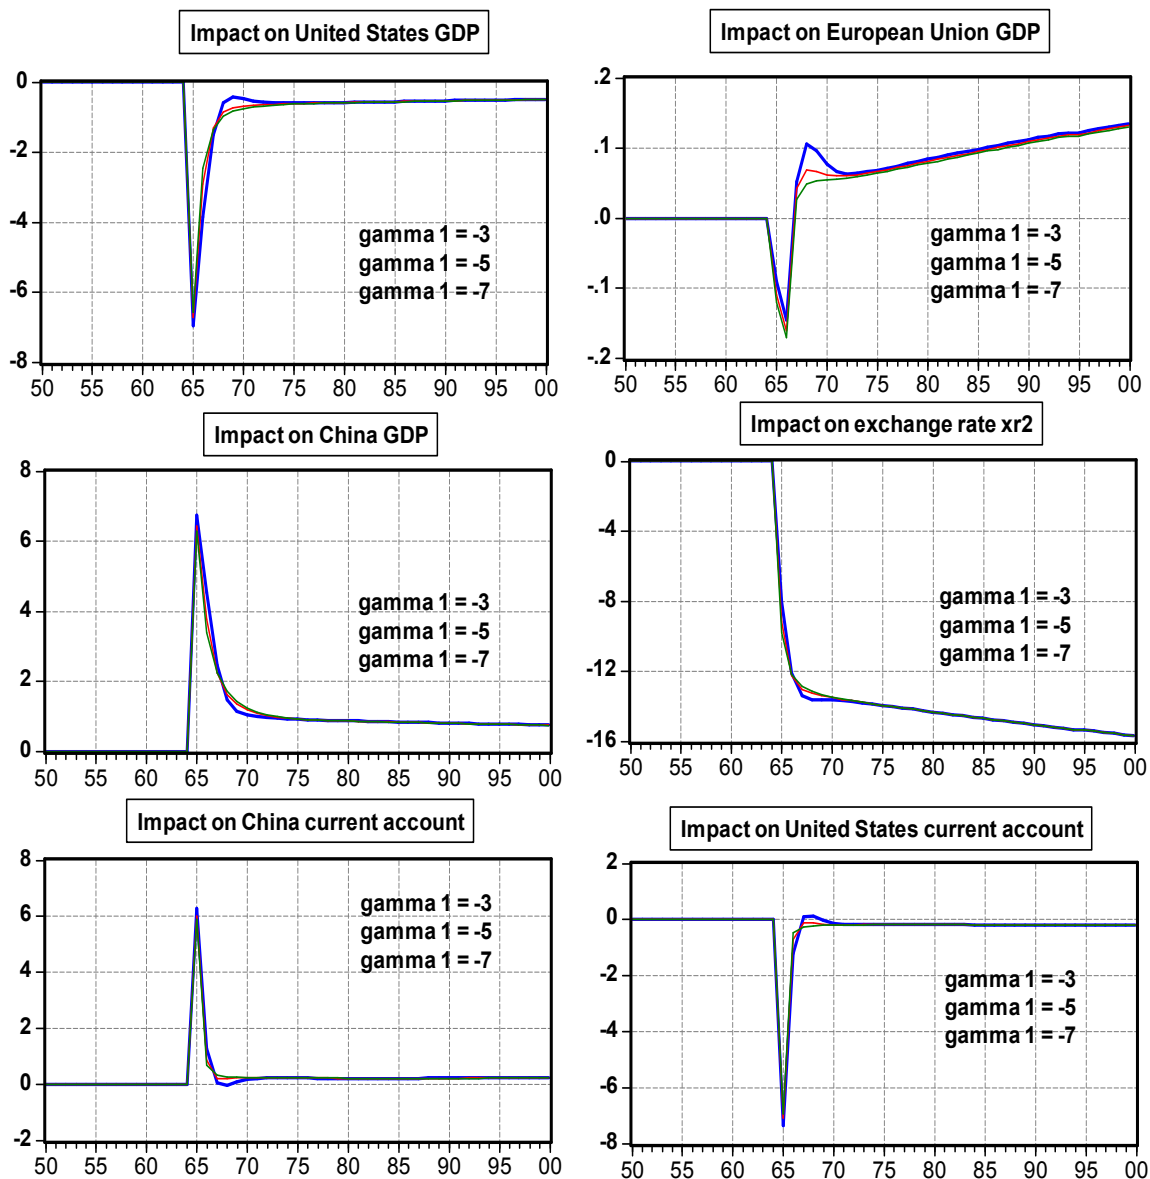 Impact on United States GDP
0
-2
-4
-6
-8
gamma 1 = -3
gamma 1 = -5
gamma 1 = -7
50 55 60 65 70 75 80 85 90 95 00
Impact on European Union GDP
.2
.1
.0
-.1
-.2
gamma 1 = -3
gamma 1 = -5
gamma 1 = -7
50 55 60 65 70 75 80 85 90 95 00
Impact on China GDP
8
6
4
2
0
gamma 1 = -3
gamma 1 = -5
gamma 1 = -7
50 55 60 65 70 75 80 85 90 95 00
Impact on exchange rate xr2
0
-4
-8
-12
-16
gamma 1 = -3
gamma 1 = -5
gamma 1 = -7
50 55 60 65 70 75 80 85 90 95 00
Impact on China current account
8
6
4
2
0
-2
gamma 1 = -3
gamma 1 = -5
gamma 1 = -7
50 55 60 65 70 75 80 85 90 95 00
Impact on United States current account
2
0
-2
-4
-6
-8
gamma 1 = -3
gamma 1 = -5
gamma 1 = -7
50 55 60 65 70 75 80 85 90 95 00